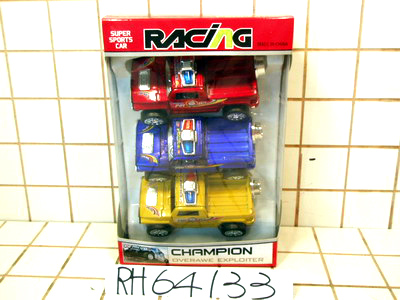 SUPER
SPORTS
CAR
RACING
CHAMPION
OVERAWE EXPLOITER
RH64133